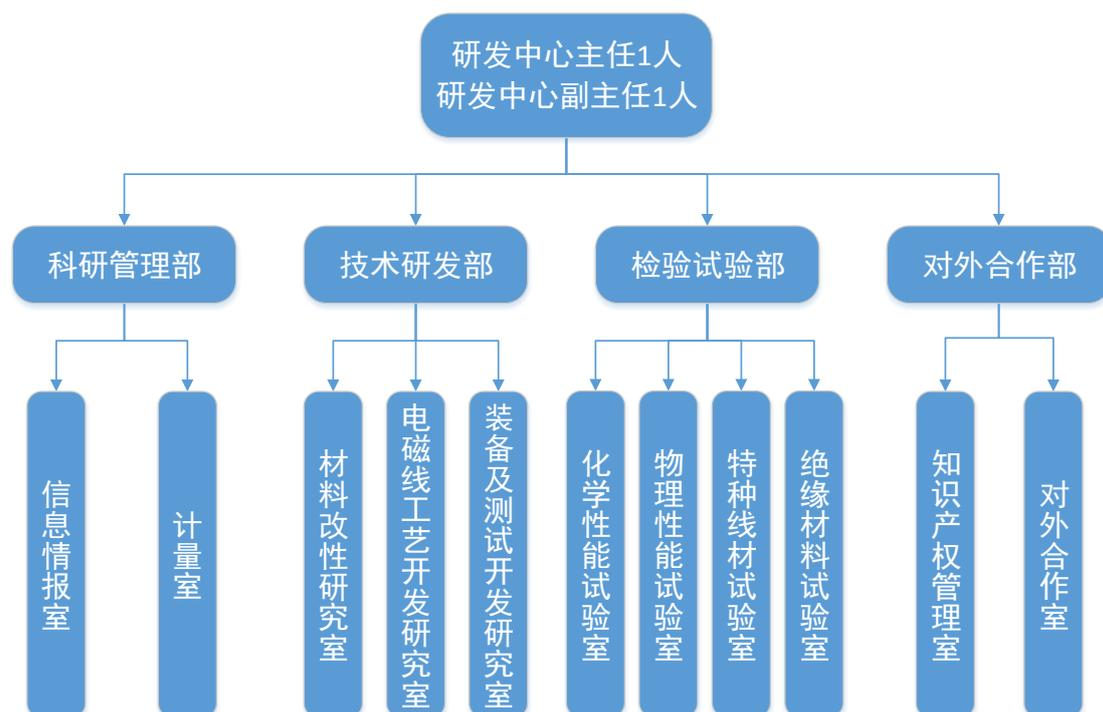 研发中心主任1人
研发中心副主任1人
科研管理部
技术研发部
检验试验部
对外合作部
信息情报室
计量室
材料改性研究室
电磁线工艺开发研究室
装备及测试开发研究室
化学性能试验室
物理性能试验室
特种线材试验室
绝缘材料试验室
知识产权管理室
对外合作室